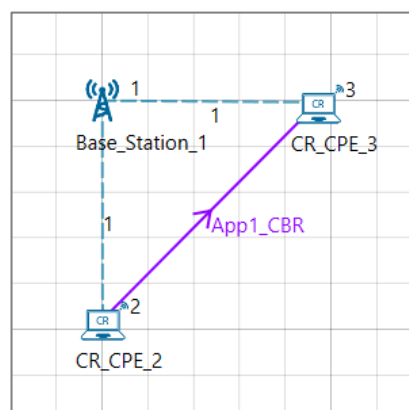 1
3
CR
1
Base_Station_1
CR_CPE_3
1
App1_CBR
2
CR
CR_CPE_2